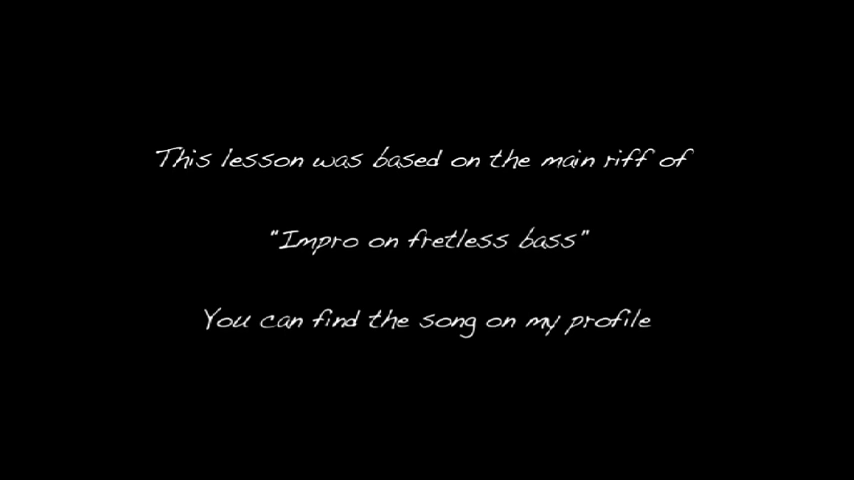 This lesson was based on the main riff of
"Impro on fretless bass"
You can find the song on my profile